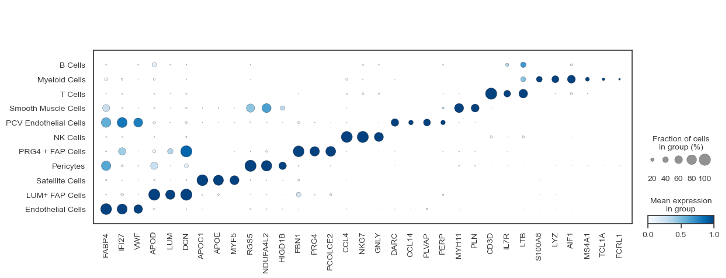 B Cells
Myeloid Cells
T Cells
Smooth Muscle Cells
PCV Endothelial Cells
NK Cells
PRG4 + FAP Cells
Pericytes
Satellite Cells
LUM+ FAP Cells
Endothelial Cells
FABP4
IFI27
VWF
APOD
LUM
DCN
APOC1
APOE
MYF5
RGS5
NDUFA4L2
HIGD1B
FBN1
PRG4
PCOLCE2
CCL4
NKG7
GNLY
DARC
CCL14
PLVAP
PERP
MYH11
PLN
CD3D
IL7R
LTB
S100A8
LYZ
AIF1
MS4A1
TCL1A
FCRL1
Fraction of cells
in group (%)
20 40 60 80 100
Mean expression
in group
0.0 0.5 1.0